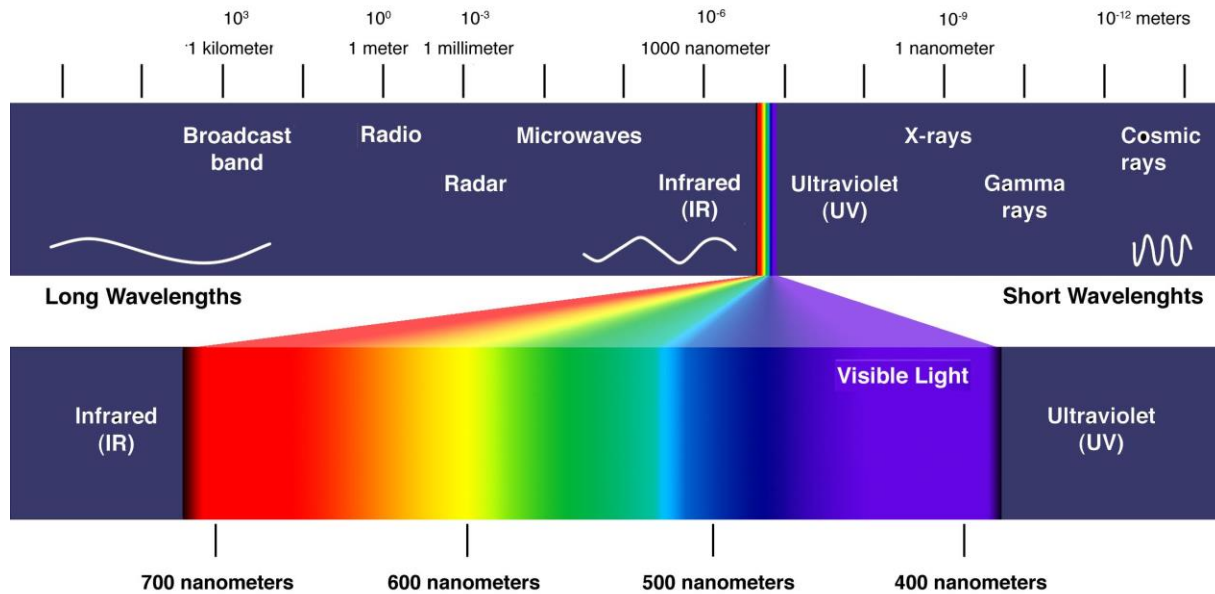 10³ 10⁰ 10⁻³ 10⁻⁶ 10⁻⁹ 10⁻¹² meters
1 kilometer 1 meter 1 millimeter 1000 nanometer 1 nanometer
Broadcast
band
Radio
Radar
Microwaves
Infrared
(IR)
Ultraviolet
(UV)
X-rays
Gamma
rays
Cosmic
rays
Long Wavelengths
Short Wavelenghts
Infrared
(IR)
Visible Light
Ultraviolet
(UV)
700 nanometers 600 nanometers 500 nanometers 400 nanometers